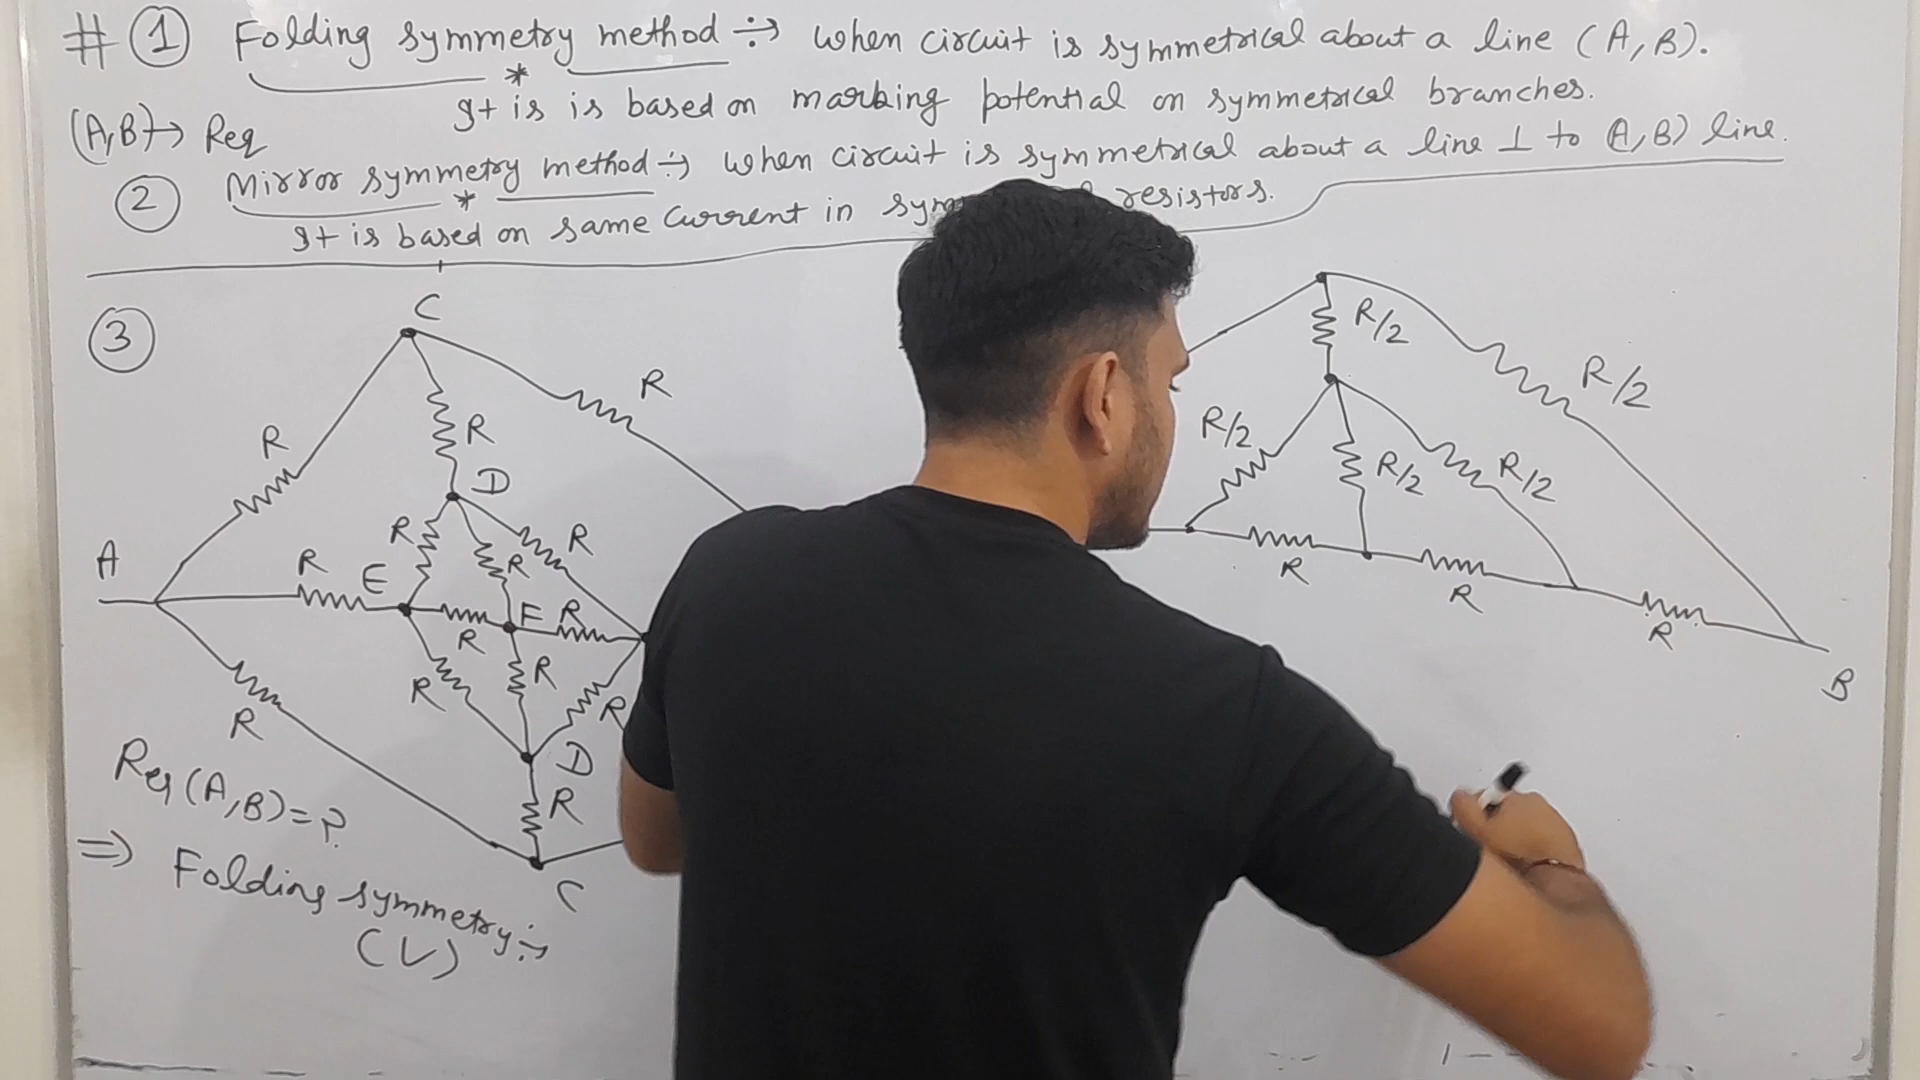 # ① Folding symmetry method ÷→ when circuit is symmetrical about a line (A, B).
* gt is is based on marking potential on symmetrical branches.
(A,B)→ Req
② Mirror symmetry method ÷→ when circuit is symmetrical about a line ⊥ to (A,B) line.
* gt is based on same current in resistors.
③
C
R
R
R
D
A
R
E
R
R
R
R
F
R
R
R
R
R
D
R
R
C
Req (A,B)=?
⇒ Folding symmetry ÷→
(V)
R/2
R/2
R/2
R/2
R/2
R
R
R
B